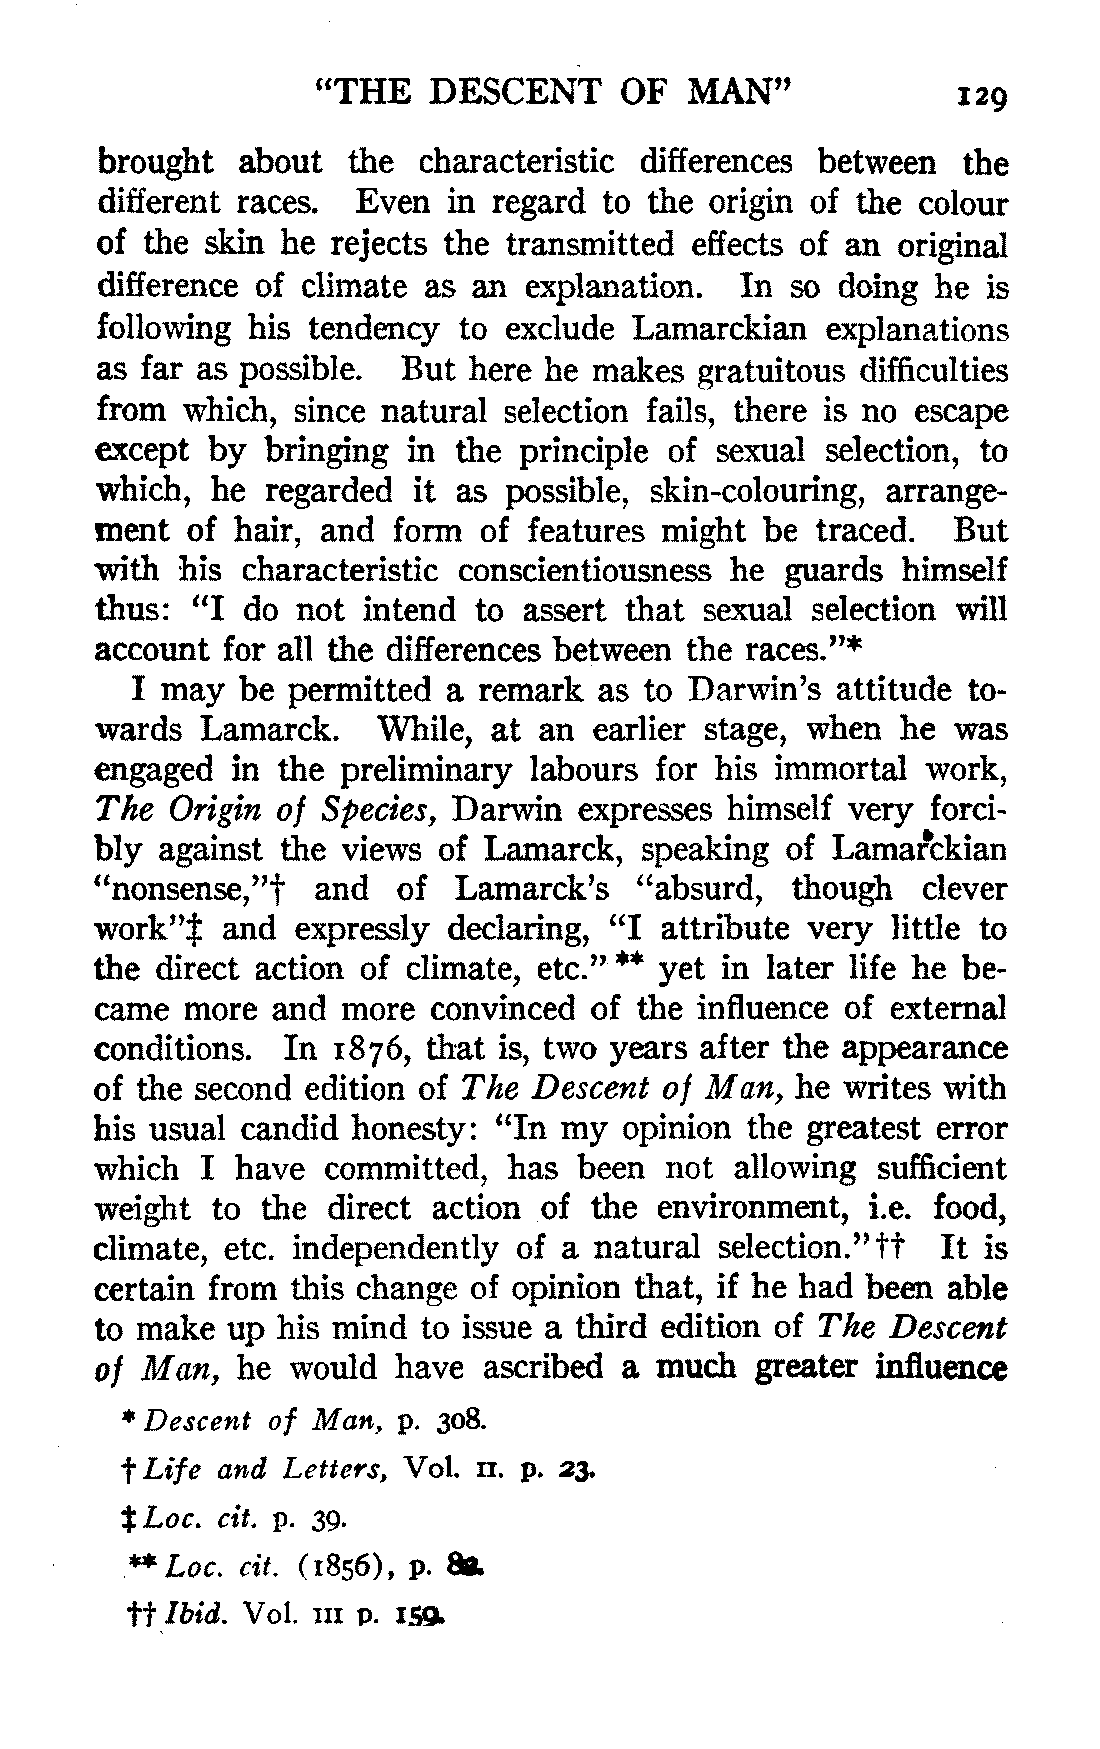 "THE DESCENT OF MAN" 129
brought about the characteristic differences between the
different races. Even in regard to the origin of the colour
of the skin he rejects the transmitted effects of an original
difference of climate as an explanation. In so doing he is
following his tendency to exclude Lamarckian explanations
as far as possible. But here he makes gratuitous difficulties
from which, since natural selection fails, there is no escape
except by bringing in the principle of sexual selection, to
which, he regarded it as possible, skin-colouring, arrange-
ment of hair, and form of features might be traced. But
with his characteristic conscientiousness he guards himself
thus: "I do not intend to assert that sexual selection will
account for all the differences between the races."*
I may be permitted a remark as to Darwin's attitude to-
wards Lamarck. While, at an earlier stage, when he was
engaged in the preliminary labours for his immortal work,
The Origin of Species, Darwin expresses himself very forci-
bly against the views of Lamarck, speaking of Lamarckian
"nonsense,"† and of Lamarck's "absurd, though clever
work"‡ and expressly declaring, "I attribute very little to
the direct action of climate, etc."** yet in later life he be-
came more and more convinced of the influence of external
conditions. In 1876, that is, two years after the appearance
of the second edition of The Descent of Man, he writes with
his usual candid honesty: "In my opinion the greatest error
which I have committed, has been not allowing sufficient
weight to the direct action of the environment, i.e. food,
climate, etc. independently of a natural selection."†† It is
certain from this change of opinion that, if he had been able
to make up his mind to issue a third edition of The Descent
of Man, he would have ascribed a much greater influence
* Descent of Man, p. 308.
† Life and Letters, Vol. II. p. 23.
‡ Loc. cit. p. 39.
** Loc. cit. (1856), p.
†† Ibid. Vol. III p. 159.